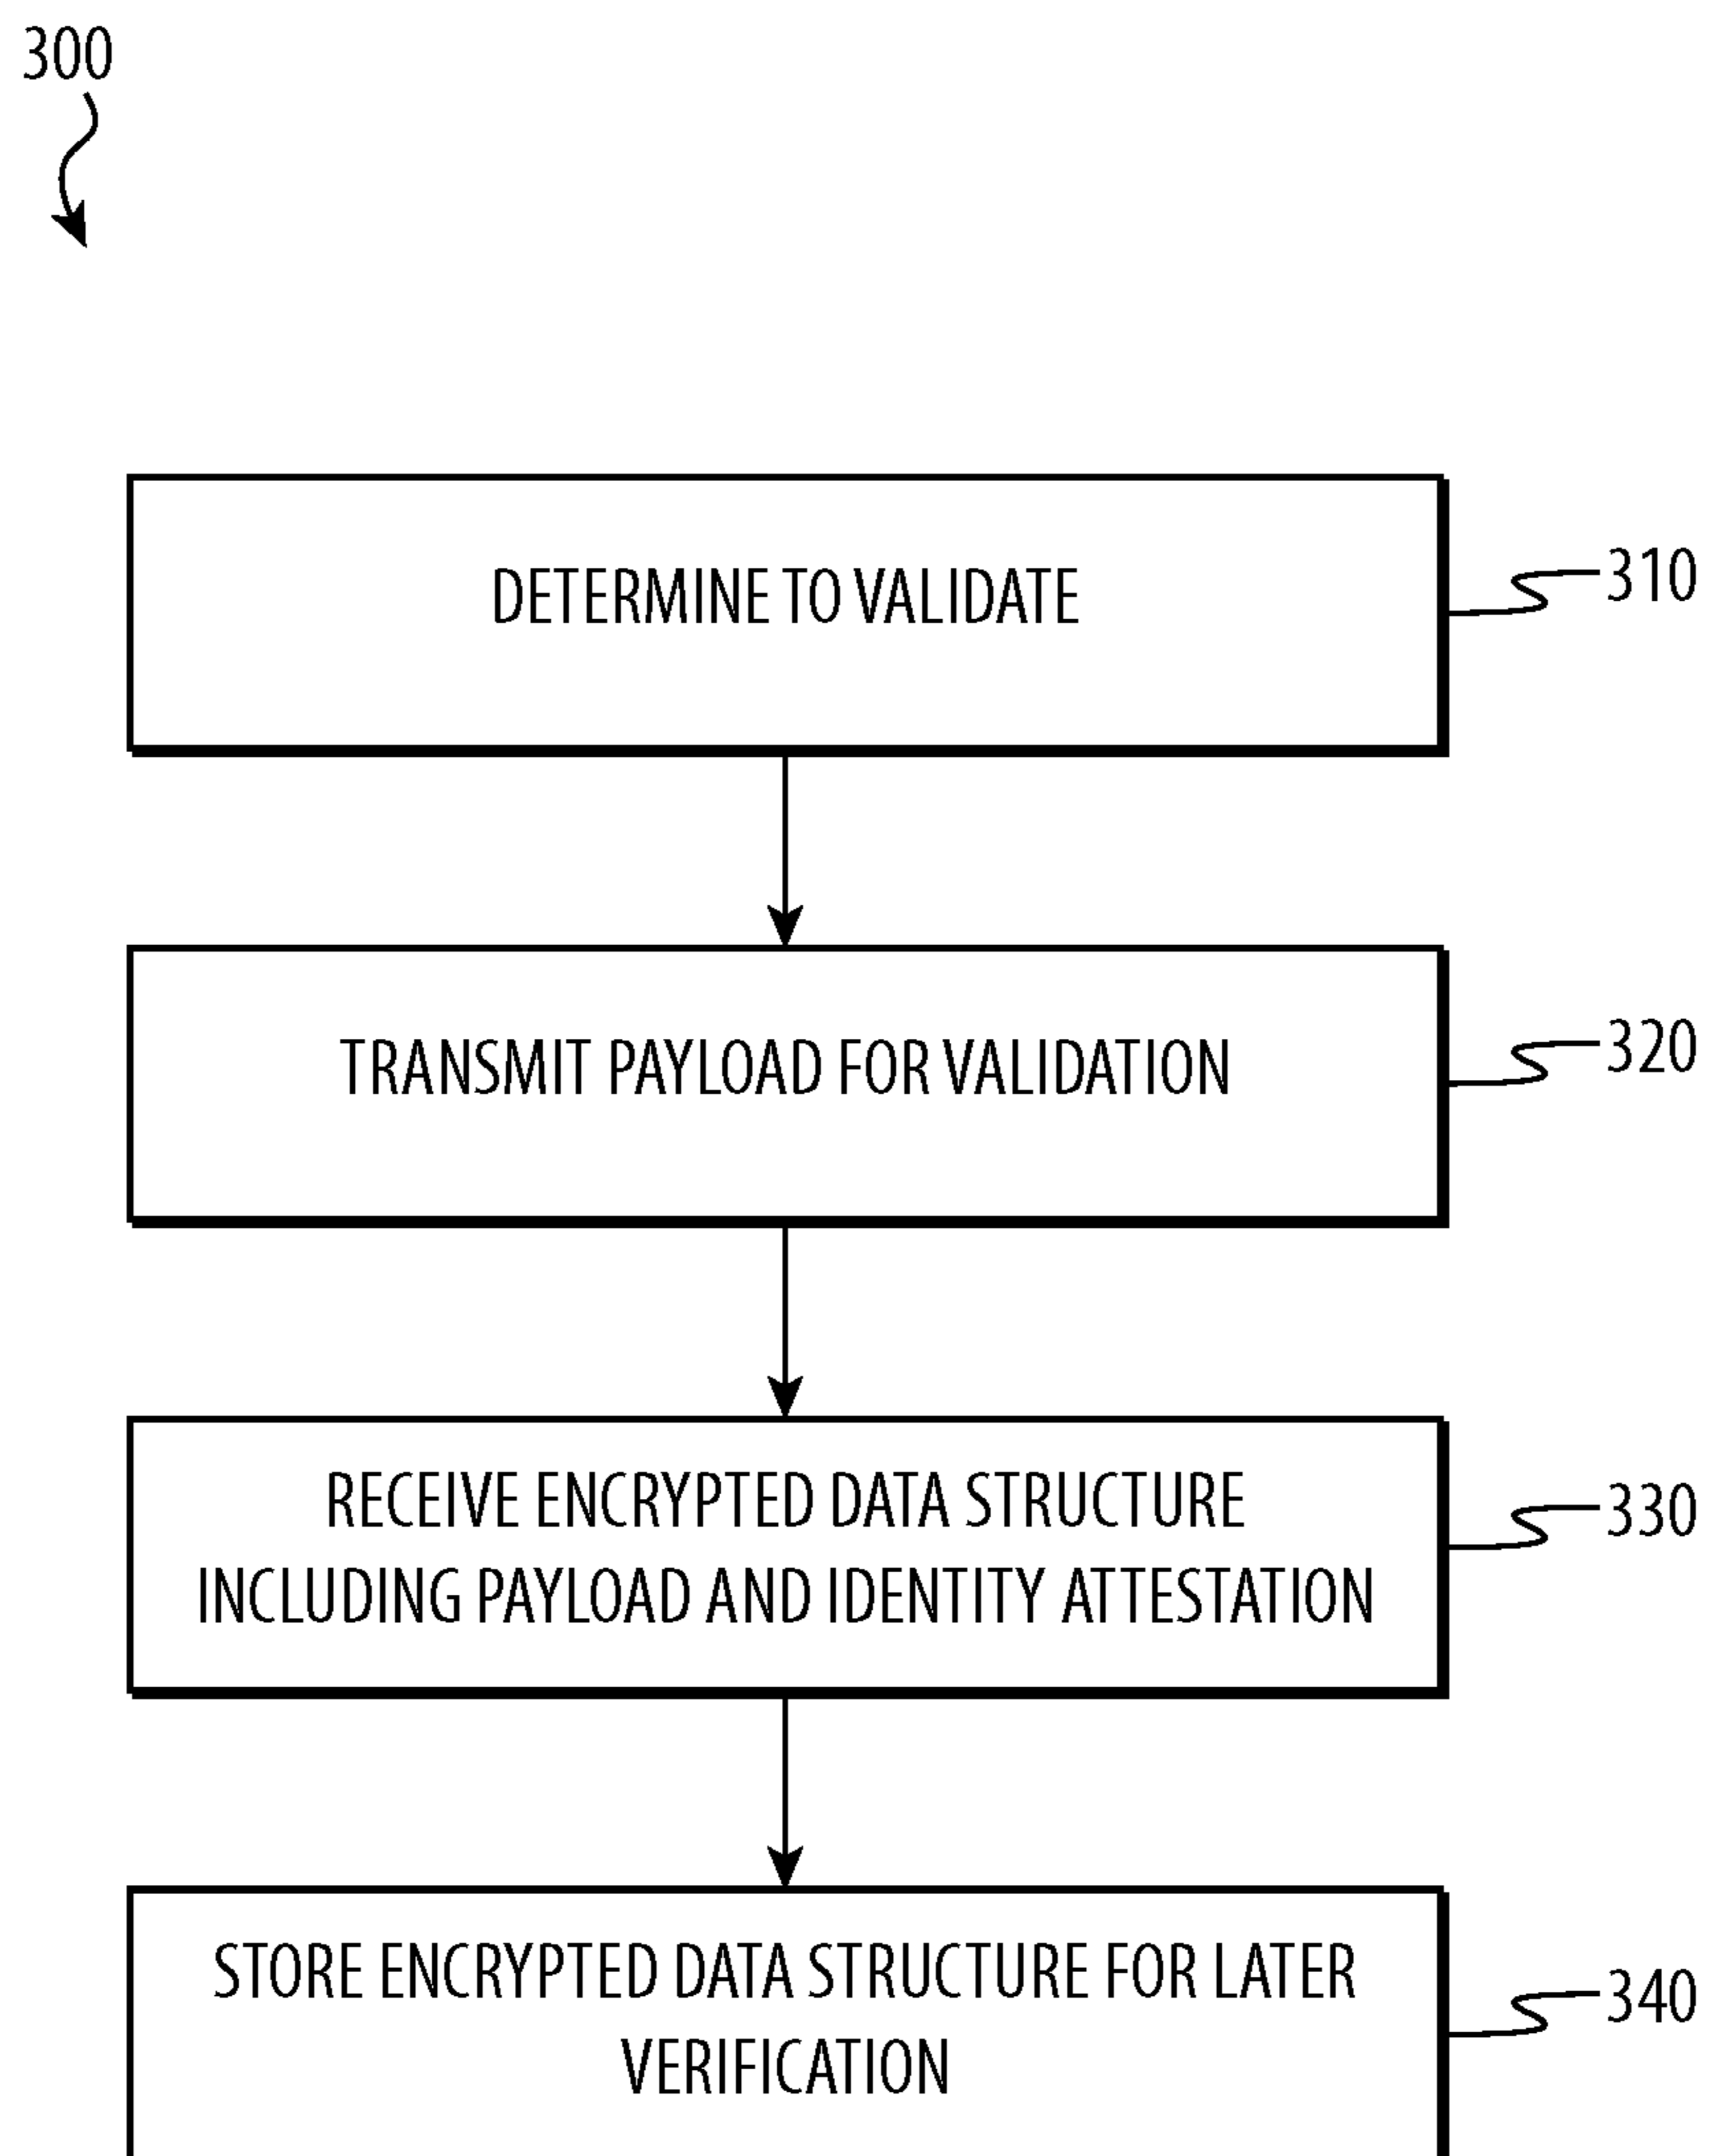 300
DETERMINE TO VALIDATE
310
TRANSMIT PAYLOAD FOR VALIDATION
320
RECEIVE ENCRYPTED DATA STRUCTURE
INCLUDING PAYLOAD AND IDENTITY ATTESTATION
330
STORE ENCRYPTED DATA STRUCTURE FOR LATER
VERIFICATION
340